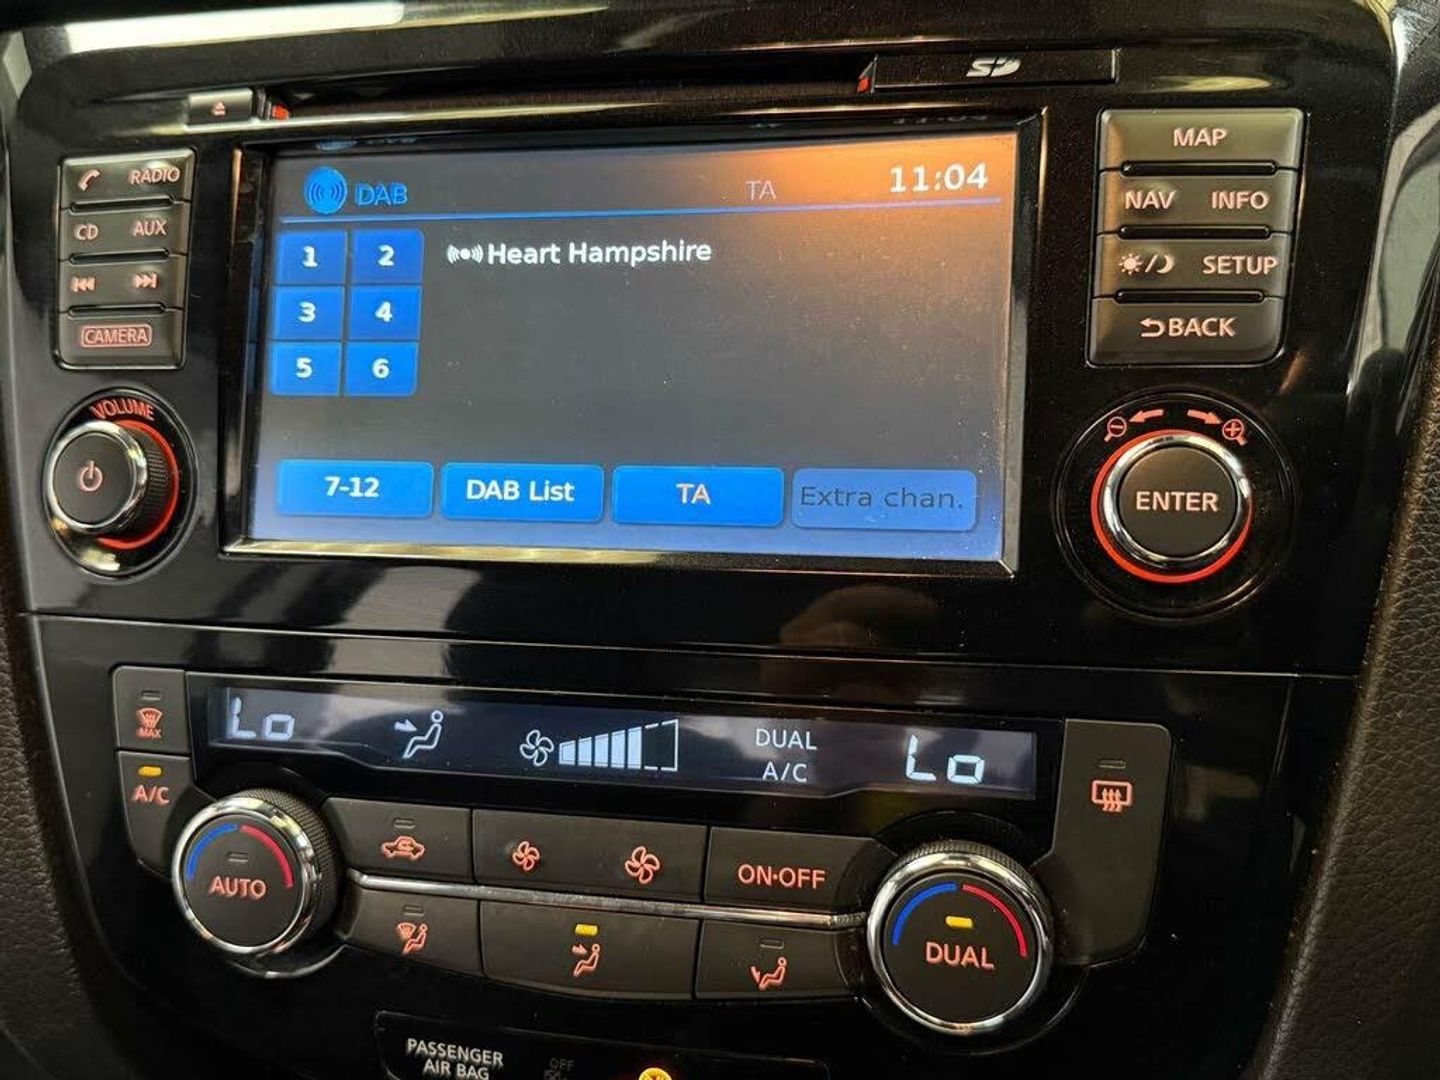 SD
RADIO
CD AUX
CAMERA
VOLUME
DAB TA 11:04
1 2
3 4
5 6
Heart Hampshire
7-12 DAB List TA Extra chan.
MAP
NAV INFO
SETUP
BACK
ENTER
MAX
A/C
Lo DUAL Lo
A/C
AUTO
ON·OFF
DUAL
PASSENGER
AIR BAG
OFF